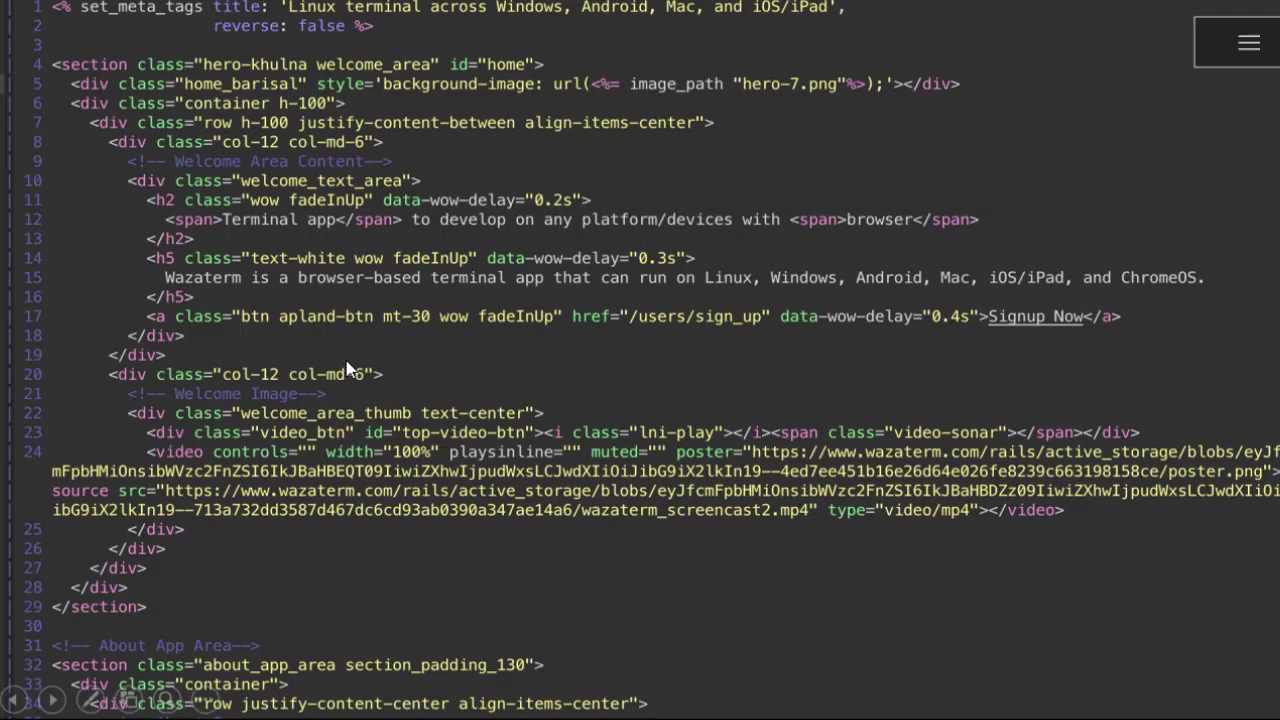 1 <% set_meta_tags title: 'Linux terminal across Windows, Android, Mac, and iOS/iPad',
2 reverse: false %>
3
4 <section class="hero-khulna welcome_area" id="home">
5 <div class="home_barisal" style='background-image: url(<%= image_path "hero-7.png"%>);'></div>
6 <div class="container h-100">
7 <div class="row h-100 justify-content-between align-items-center">
8 <div class="col-12 col-md-6">
9 <!-- Welcome Area Content-->
10 <div class="welcome_text_area">
11 <h2 class="wow fadeInUp" data-wow-delay="0.2s">
12 <span>Terminal app</span> to develop on any platform/devices with <span>browser</span>
13 </h2>
14 <h5 class="text-white wow fadeInUp" data-wow-delay="0.3s">
15 Wazaterm is a browser-based terminal app that can run on Linux, Windows, Android, Mac, iOS/iPad, and ChromeOS.
16 </h5>
17 <a class="btn apland-btn mt-30 wow fadeInUp" href="/users/sign_up" data-wow-delay="0.4s">Signup Now</a>
18 </div>
19 </div>
20 <div class="col-12 col-md-6">
21 <!-- Welcome Image-->
22 <div class="welcome_area_thumb text-center">
23 <div class="video_btn" id="top-video-btn"><i class="lni-play"></i><span class="video-sonar"></span></div>
24 <video controls="" width="100%" playsinline="" muted="" poster="https://www.wazaterm.com/rails/active_storage/blobs/eyJf
mFpbHMiOnsibWVzc2FnZSI6IkJBaHBEQT09IiwiZXhwIjpudWxsLCJwdXIiOiJibG9iX2lkIn19--4ed7ee451b16e26d64e026fe8239c663198158ce/poster.png">
source src="https://www.wazaterm.com/rails/active_storage/blobs/eyJfcmFpbHMiOnsibWVzc2FnZSI6IkJBaHBDZz09IiwiZXhwIjpudWxsLCJwdXIiOi
ibG9iX2lkIn19--713a732dd3587d467dc6cd93ab0390a347ae14a6/wazaterm_screencast2.mp4" type="video/mp4"></video>
25 </div>
26 </div>
27 </div>
28 </div>
29 </section>
30
31 <!-- About App Area-->
32 <section class="about_app_area section_padding_130">
33 <div class="container">
34 <div class="row justify-content-center align-items-center">